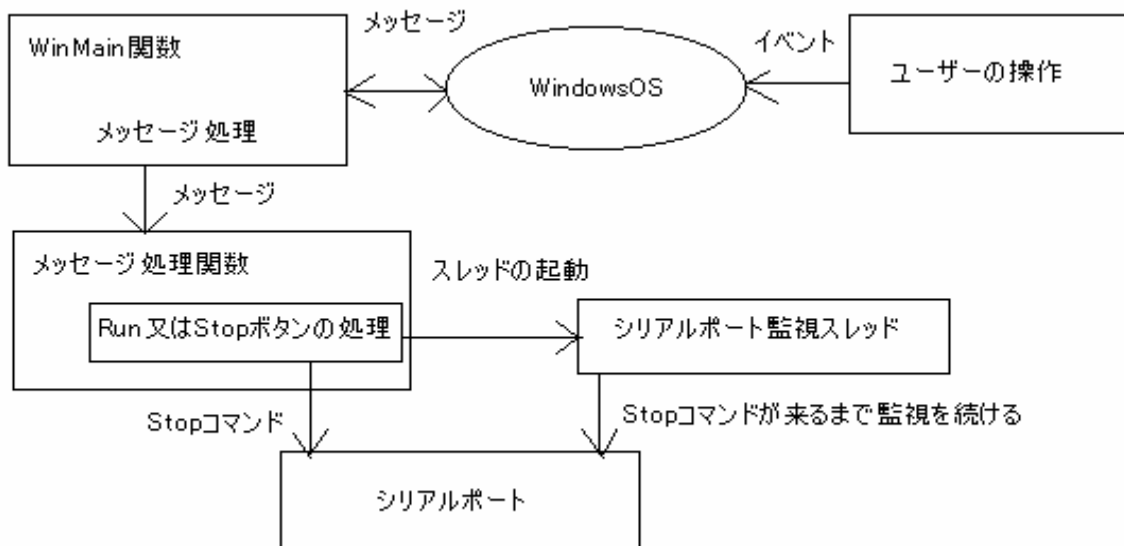 メッセージ
イベント
WinMain関数
メッセージ処理
WindowsOS
ユーザーの操作
メッセージ
メッセージ処理関数
スレッドの起動
Run又はStopボタンの処理
シリアルポート監視スレッド
Stopコマンド
Stopコマンドが来るまで監視を続ける
シリアルポート